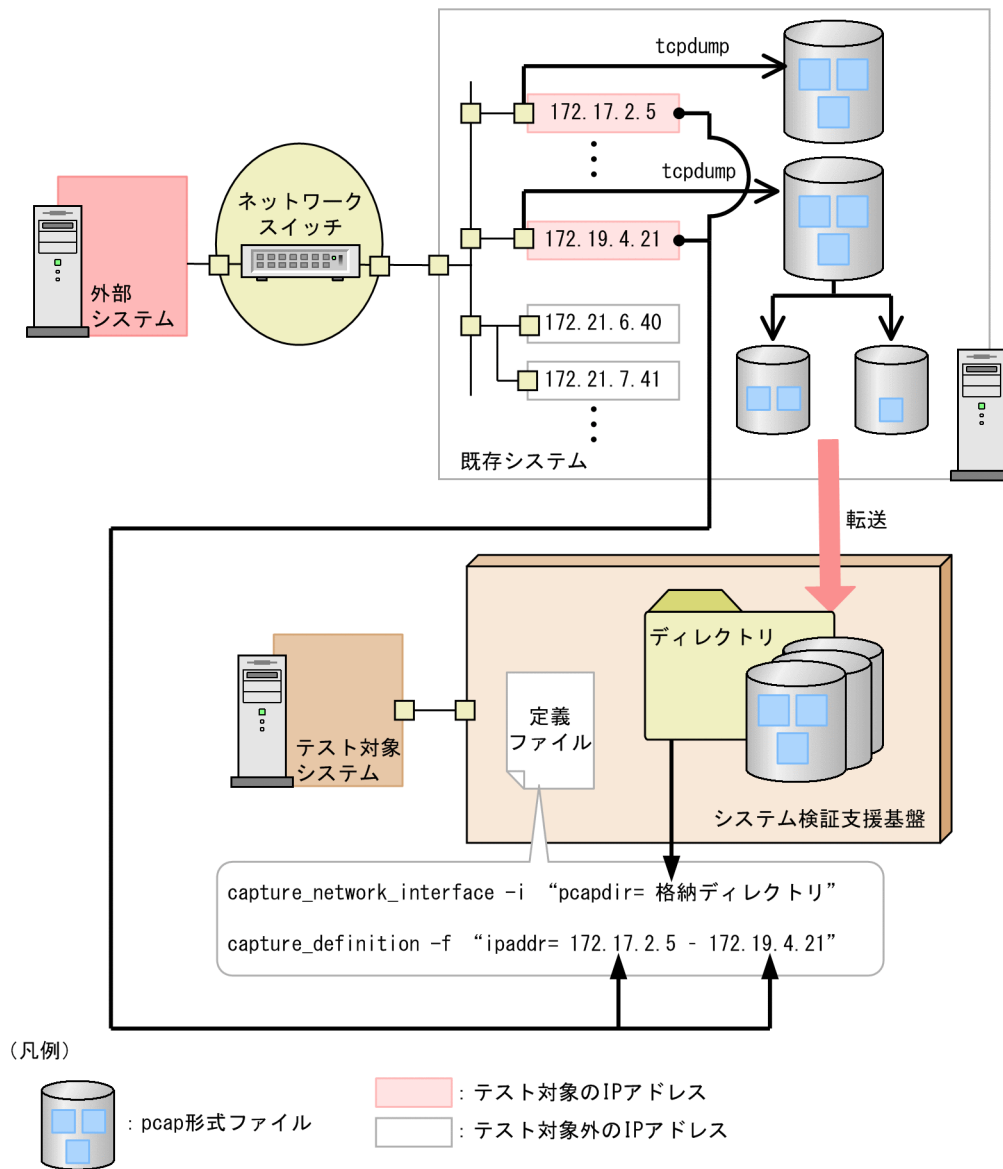 tcpdump
172.17.2.5
tcpdump
ネットワーク
スイッチ
172.19.4.21
外部
システム
172.21.6.40
172.21.7.41
既存システム
転送
ディレクトリ
定義
ファイル
テスト対象
システム
システム検証支援基盤
capture_network_interface -i “pcapdir= 格納ディレクトリ”
capture_definition -f “ipaddr= 172.17.2.5 - 172.19.4.21”
(凡例)
: pcap形式ファイル
: テスト対象のIPアドレス
: テスト対象外のIPアドレス